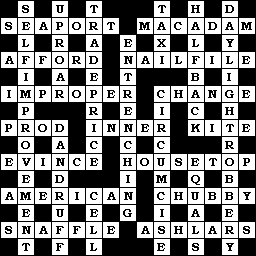 S U T T H D
SEAPORT MACADAM
L R A E X L Y
AFFORD NAILFILE
I A E T B I
IMPROPER CHANGE
P R E I C H
PROD INNER KITE
O A C C R
EVINCE HOUSETOP
E D I M Q B
AMERICAN CHUBBY
E U E G I A E
SNAFFLE ASHLARS
T F L E S Y